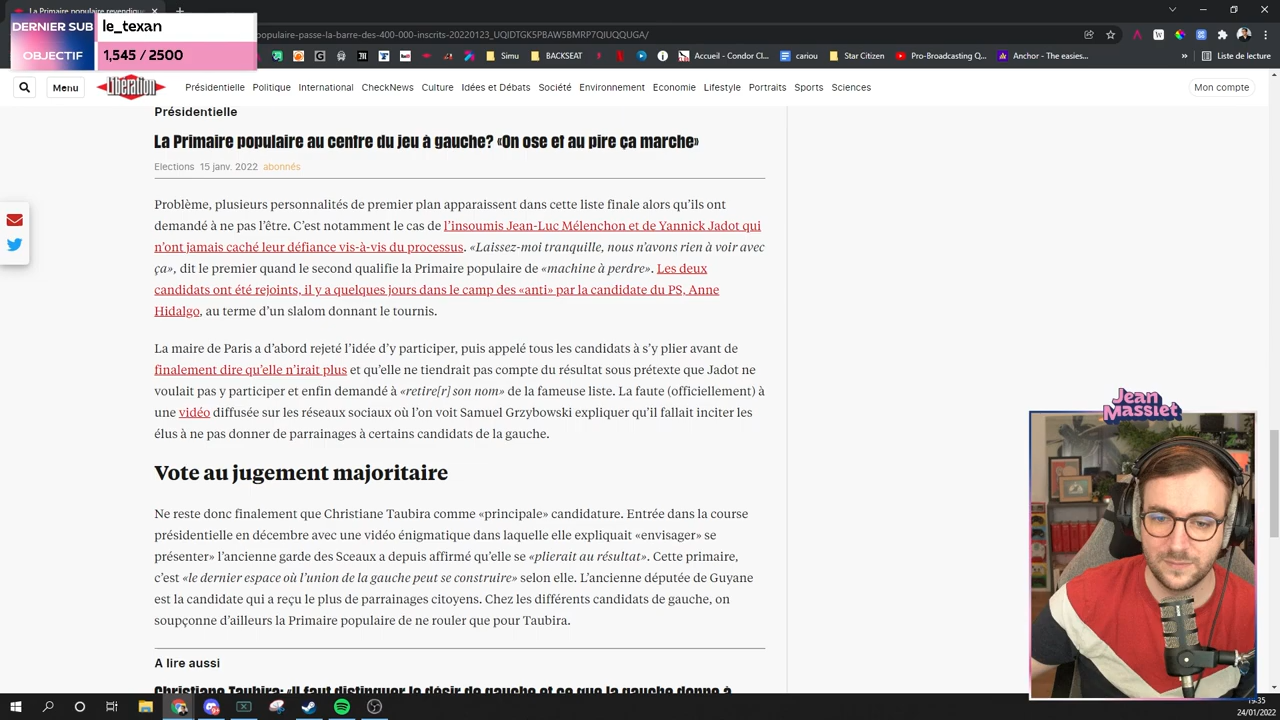 La Primaire populaire revendiqu
DERNIER SUB
le_texan
OBJECTIF
1,545 / 2500
populaire-passe-la-barre-des-400-000-inscrits-20220123_UQIDTGK5PBAW5BMRP7QIUQQUGA/
Simu
BACKSEAT
cariou
Accueil - Condor Cl...
Star Citizen
Pro-Broadcasting Q...
Anchor - The easies...
Liste de lecture
Menu
Libération
Présidentielle
Politique
International
CheckNews
Culture
Idées et Débats
Société
Environnement
Economie
Lifestyle
Portraits
Sports
Sciences
Mon compte
Présidentielle
La Primaire populaire au centre du jeu à gauche? «On ose et au pire ça marche»
Elections 15 janv. 2022 abonnés
Problème, plusieurs personnalités de premier plan apparaissent dans cette liste finale alors qu’ils ont
demandé à ne pas l’être. C’est notamment le cas de l’insoumis Jean-Luc Mélenchon et de Yannick Jadot qui
n’ont jamais caché leur défiance vis-à-vis du processus. «Laissez-moi tranquille, nous n’avons rien à voir avec
ça», dit le premier quand le second qualifie la Primaire populaire de «machine à perdre». Les deux
candidats ont été rejoints, il y a quelques jours dans le camp des «anti» par la candidate du PS, Anne
Hidalgo, au terme d’un slalom donnant le tournis.
La maire de Paris a d’abord rejeté l’idée d’y participer, puis appelé tous les candidats à s’y plier avant de
finalement dire qu’elle n’irait plus et qu’elle ne tiendrait pas compte du résultat sous prétexte que Jadot ne
voulait pas y participer et enfin demandé à «retire[r] son nom» de la fameuse liste. La faute (officiellement) à
une vidéo diffusée sur les réseaux sociaux où l’on voit Samuel Grzybowski expliquer qu’il fallait inciter les
élus à ne pas donner de parrainages à certains candidats de la gauche.
Vote au jugement majoritaire
Ne reste donc finalement que Christiane Taubira comme «principale» candidature. Entrée dans la course
présidentielle en décembre avec une vidéo énigmatique dans laquelle elle expliquait «envisager» se
présenter» l’ancienne garde des Sceaux a depuis affirmé qu’elle se «plierait au résultat». Cette primaire,
c’est «le dernier espace où l’union de la gauche peut se construire» selon elle. L’ancienne députée de Guyane
est la candidate qui a reçu le plus de parrainages citoyens. Chez les différents candidats de gauche, on
soupçonne d’ailleurs la Primaire populaire de ne rouler que pour Taubira.
A lire aussi
Christiane Taubira: «Il faut distinguer le désir de gauche et ce que la gauche donne à
Jean
Massiet
19:35
24/01/2022